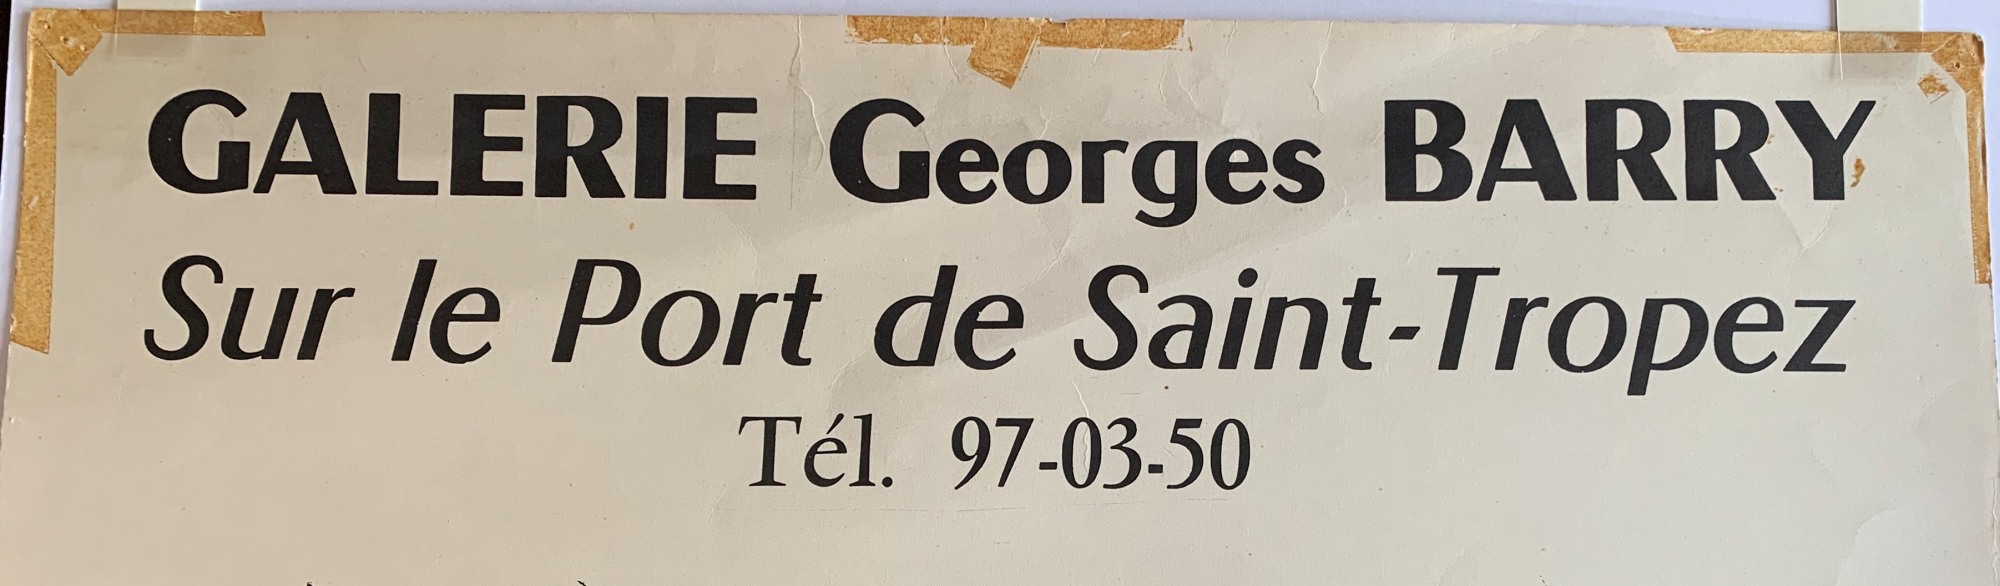 GALERIE Georges BARRY
Sur le Port de Saint-Tropez
Tél. 97-03-50